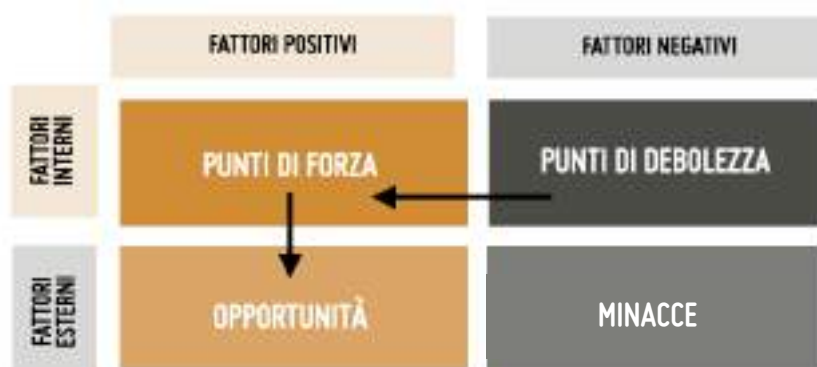 FATTORI POSITIVI
FATTORI NEGATIVI
FATTORI
INTERNI
PUNTI DI FORZA
PUNTI DI DEBOLEZZA
FATTORI
ESTERNI
OPPORTUNITÀ
MINACCE